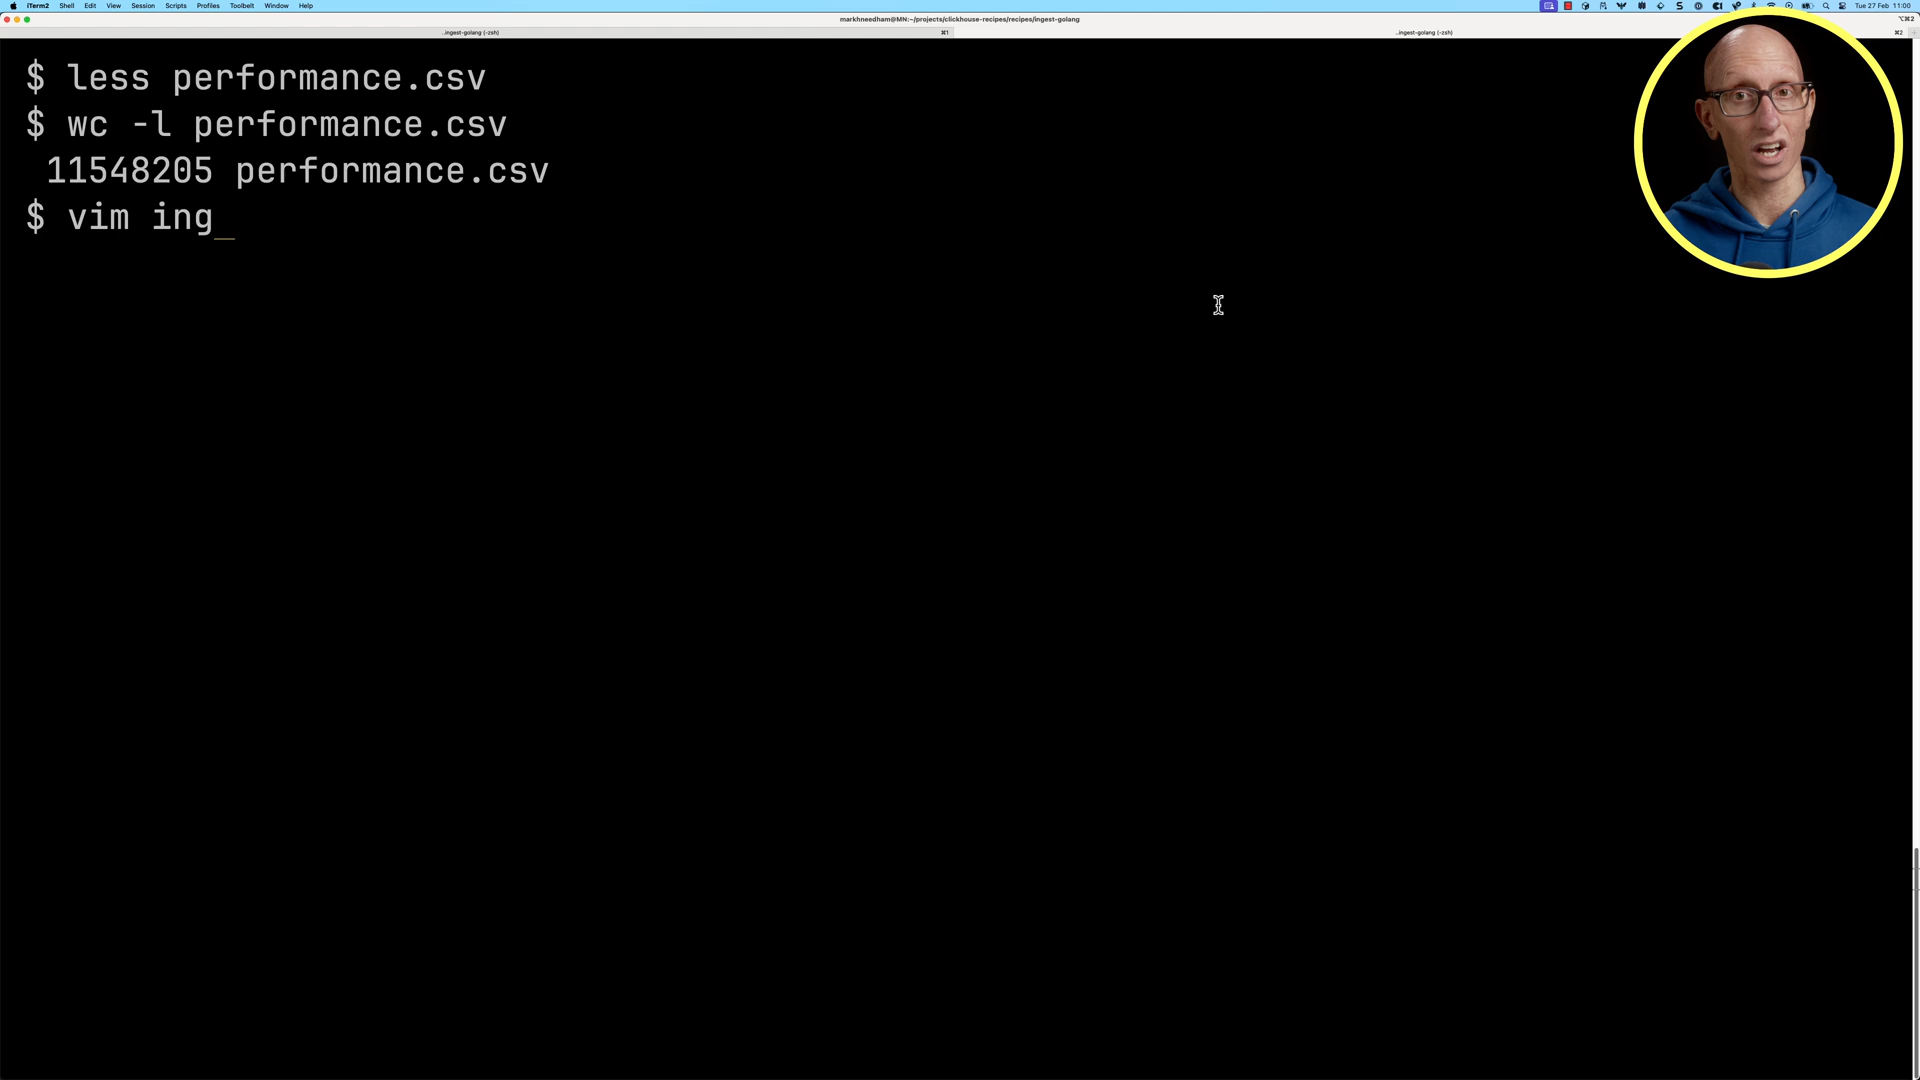 iTerm2 Shell Edit View Session Scripts Profiles Toolbelt Window Help Tue 27 Feb 11:00
markhneedham@MN:~/projects/clickhouse-recipes/recipes/ingest-golang ⌥⌘2
..ingest-golang (-zsh) ⌘1 ..ingest-golang (-zsh) ⌘2
$ less performance.csv
$ wc -l performance.csv
11548205 performance.csv
$ vim ing_